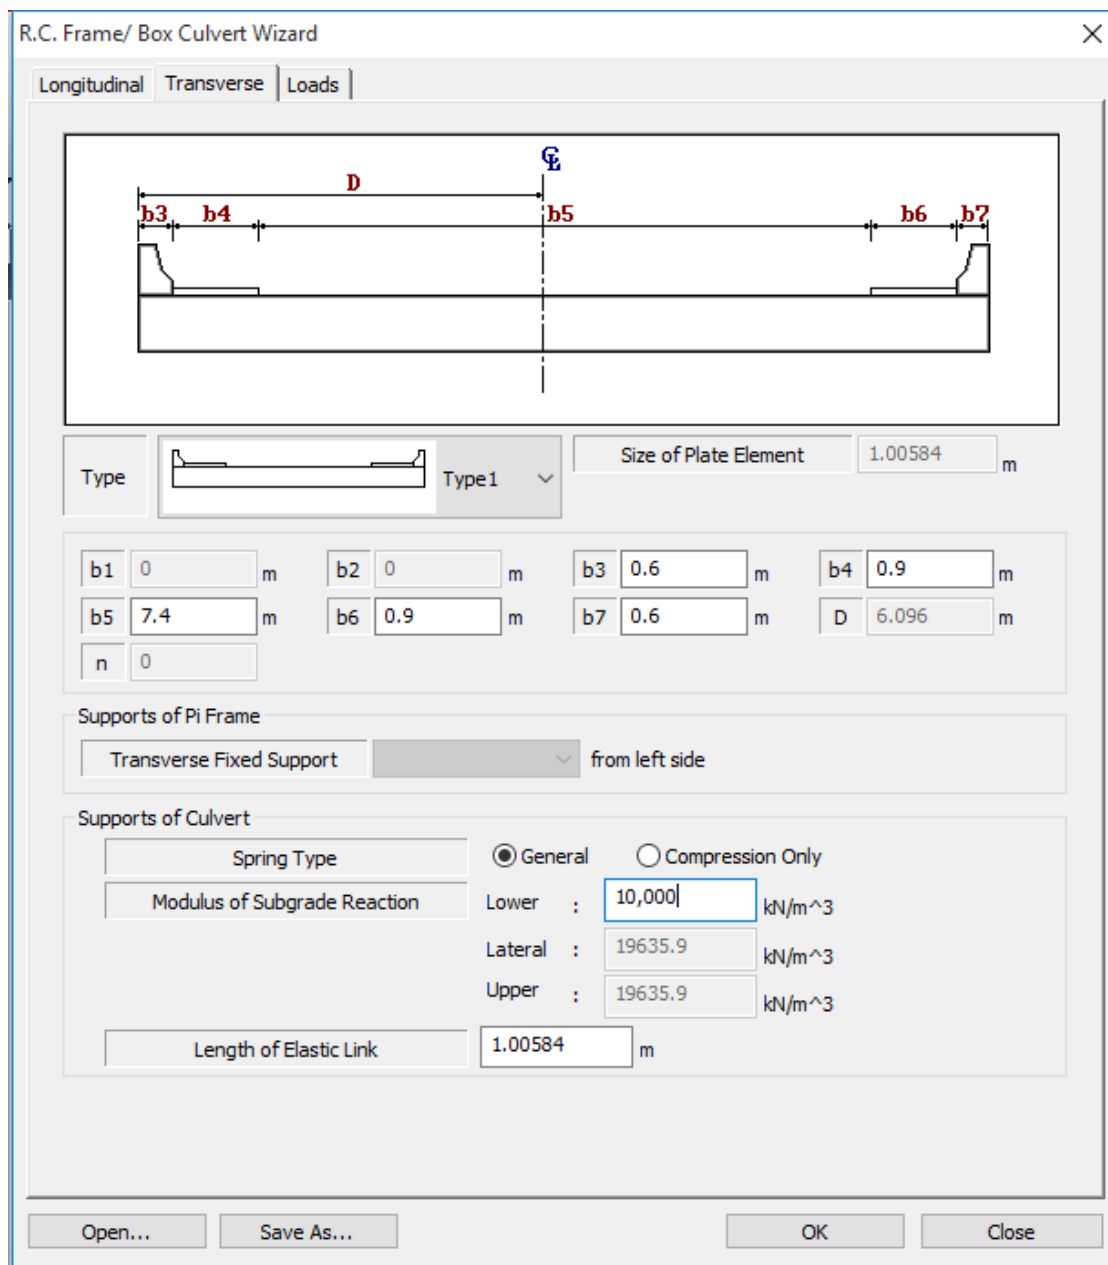 R.C. Frame/ Box Culvert Wizard
Longitudinal Transverse Loads
CL
D
b3 b4 b5 b6 b7
Type Type1 Size of Plate Element 1.00584 m
b1 0 m b2 0 m b3 0.6 m b4 0.9 m
b5 7.4 m b6 0.9 m b7 0.6 m D 6.096 m
n 0
Supports of Pi Frame
Transverse Fixed Support from left side
Supports of Culvert
Spring Type General Compression Only
Modulus of Subgrade Reaction Lower : 10,000 kN/m^3
Lateral : 19635.9 kN/m^3
Upper : 19635.9 kN/m^3
Length of Elastic Link 1.00584 m
Open... Save As... OK Close